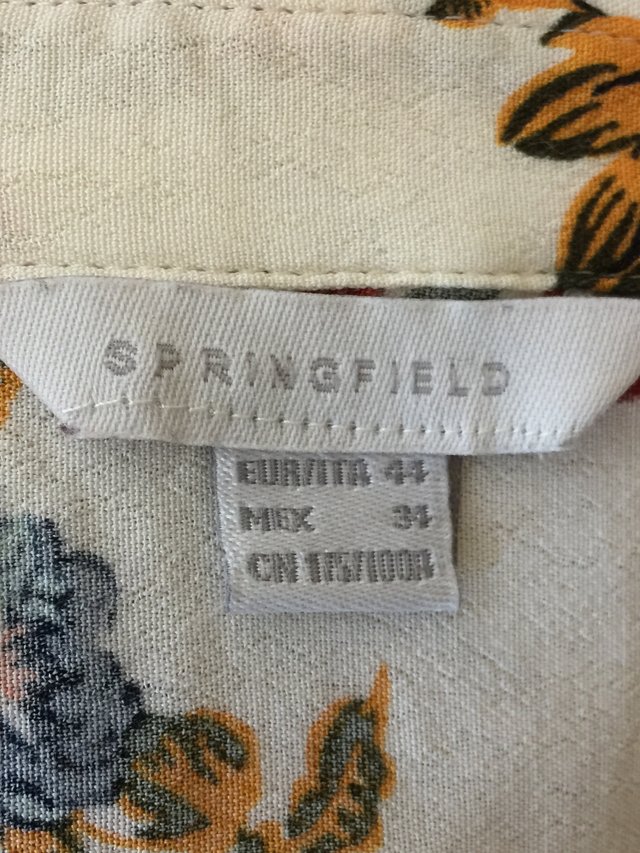 SPRINGFIELD
EUR/ITA 44
MEX 34
CN 175/100A